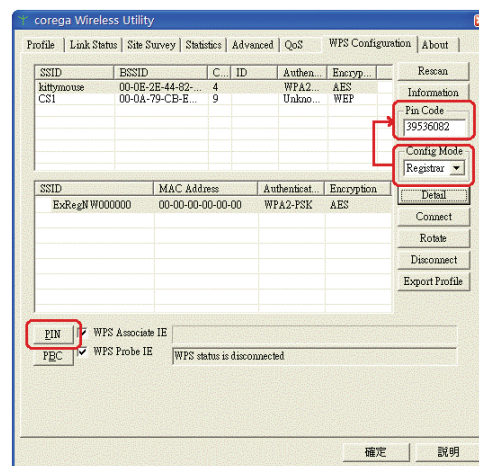 corega Wireless Utility
Profile Link Status Site Survey Statistics Advanced QoS WPS Configuration About
SSID BSSID C... ID Authen... Encryp...
kittymouse 00-0E-2E-44-82-... 4 WPA2... AES
CS1 00-0A-79-CB-E... 9 Unkno... WEP
Rescan
Information
Pin Code
39536082
Config Mode
Registrar
SSID MAC Address Authenticat... Encryption
ExRegNW000000 00-00-00-00-00-00 WPA2-PSK AES
Detail
Connect
Rotate
Disconnect
Export Profile
PIN WPS Associate IE
PBC WPS Probe IE WPS status is disconnected
確定 説明